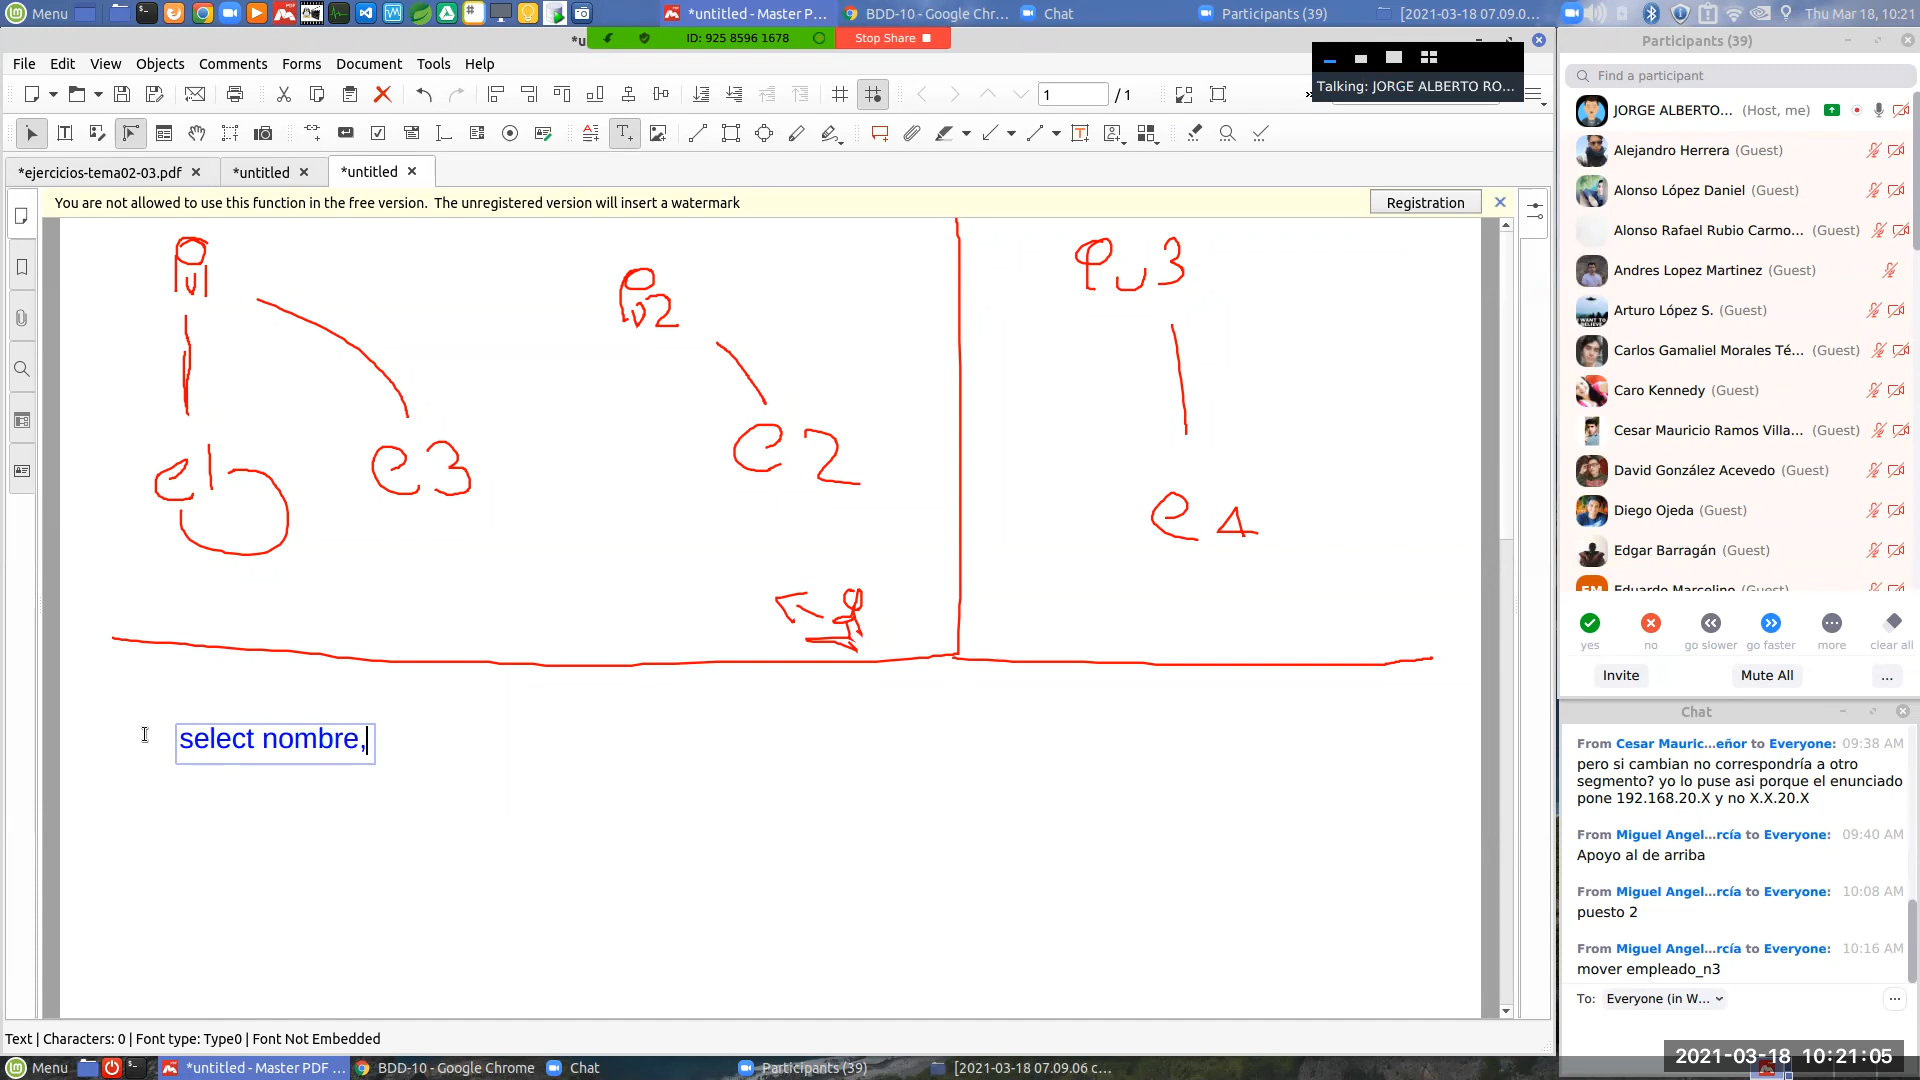 Menu
*untitled - Master P...
BDD-10 - Google Chr...
Chat
Participants (39)
[2021-03-18 07.09.0...
Thu Mar 18, 10:21
*u
ID: 925 8596 1678
Stop Share
Participants (39)
File Edit View Objects Comments Forms Document Tools Help
Talking: JORGE ALBERTO RO...
Find a participant
1 / 1
JORGE ALBERTO... (Host, me)
Alejandro Herrera (Guest)
*ejercicios-tema02-03.pdf
*untitled
*untitled
Alonso López Daniel (Guest)
You are not allowed to use this function in the free version. The unregistered version will insert a watermark
Registration
Alonso Rafael Rubio Carmo... (Guest)
Andres Lopez Martinez (Guest)
Arturo López S. (Guest)
Carlos Gamaliel Morales Té... (Guest)
Caro Kennedy (Guest)
Cesar Mauricio Ramos Villa... (Guest)
David González Acevedo (Guest)
Diego Ojeda (Guest)
Edgar Barragán (Guest)
Eduardo Marcelino (Guest)
Pu3
e1
e3
e2
e4
yes
no
go slower
go faster
more
clear all
Invite
Mute All
...
select nombre,
Chat
From Cesar Mauric...eñor to Everyone: 09:38 AM
pero si cambian no correspondría a otro
segmento? yo lo puse asi porque el enunciado
pone 192.168.20.X y no X.X.20.X
From Miguel Angel...rcía to Everyone: 09:40 AM
Apoyo al de arriba
From Miguel Angel...rcía to Everyone: 10:08 AM
puesto 2
From Miguel Angel...rcía to Everyone: 10:16 AM
mover empleado_n3
To: Everyone (in W...
Text | Characters: 0 | Font type: Type0 | Font Not Embedded
2021-03-18 10:21:05
Menu
*untitled - Master PDF ...
BDD-10 - Google Chrome
Chat
Participants (39)
[2021-03-18 07.09.06 c...